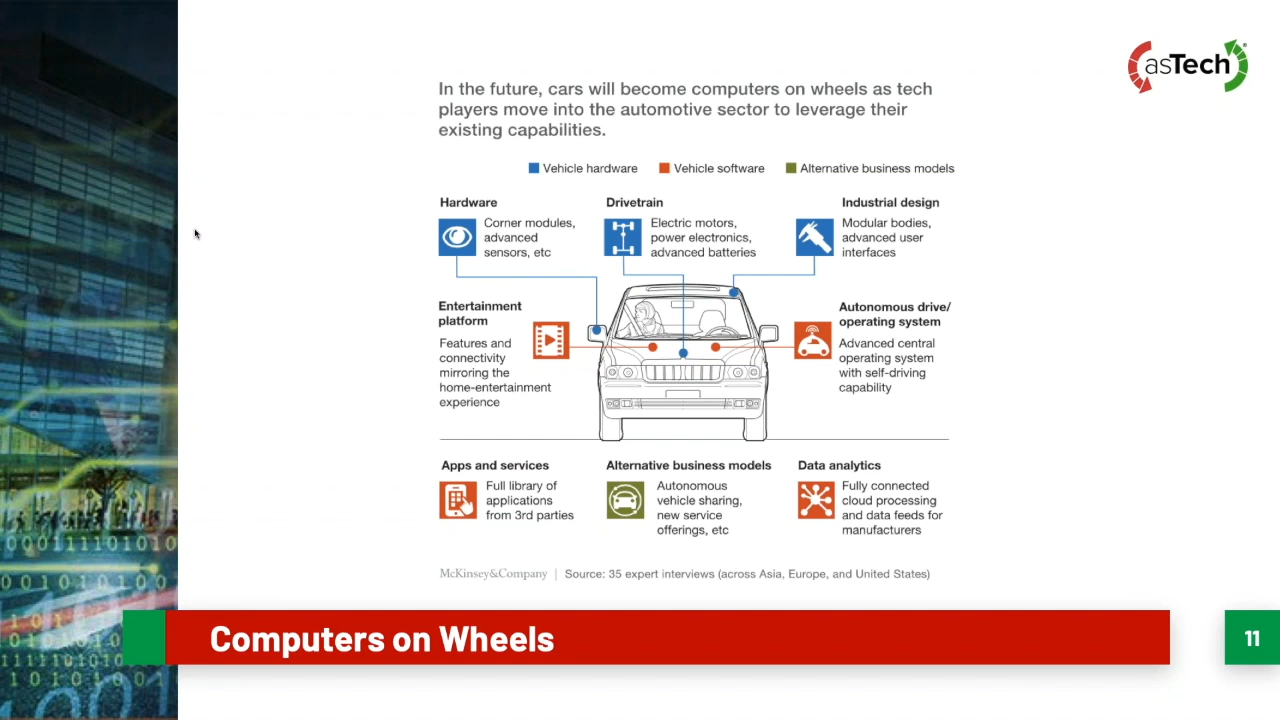 asTech
In the future, cars will become computers on wheels as tech
players move into the automotive sector to leverage their
existing capabilities.
Vehicle hardware
Vehicle software
Alternative business models
Hardware
Corner modules,
advanced
sensors, etc
Drivetrain
Electric motors,
power electronics,
advanced batteries
Industrial design
Modular bodies,
advanced user
interfaces
Entertainment
platform
Features and
connectivity
mirroring the
home-entertainment
experience
Autonomous drive/
operating system
Advanced central
operating system
with self-driving
capability
Apps and services
Full library of
applications
from 3rd parties
Alternative business models
Autonomous
vehicle sharing,
new service
offerings, etc
Data analytics
Fully connected
cloud processing
and data feeds for
manufacturers
McKinsey&Company | Source: 35 expert interviews (across Asia, Europe, and United States)
Computers on Wheels
11